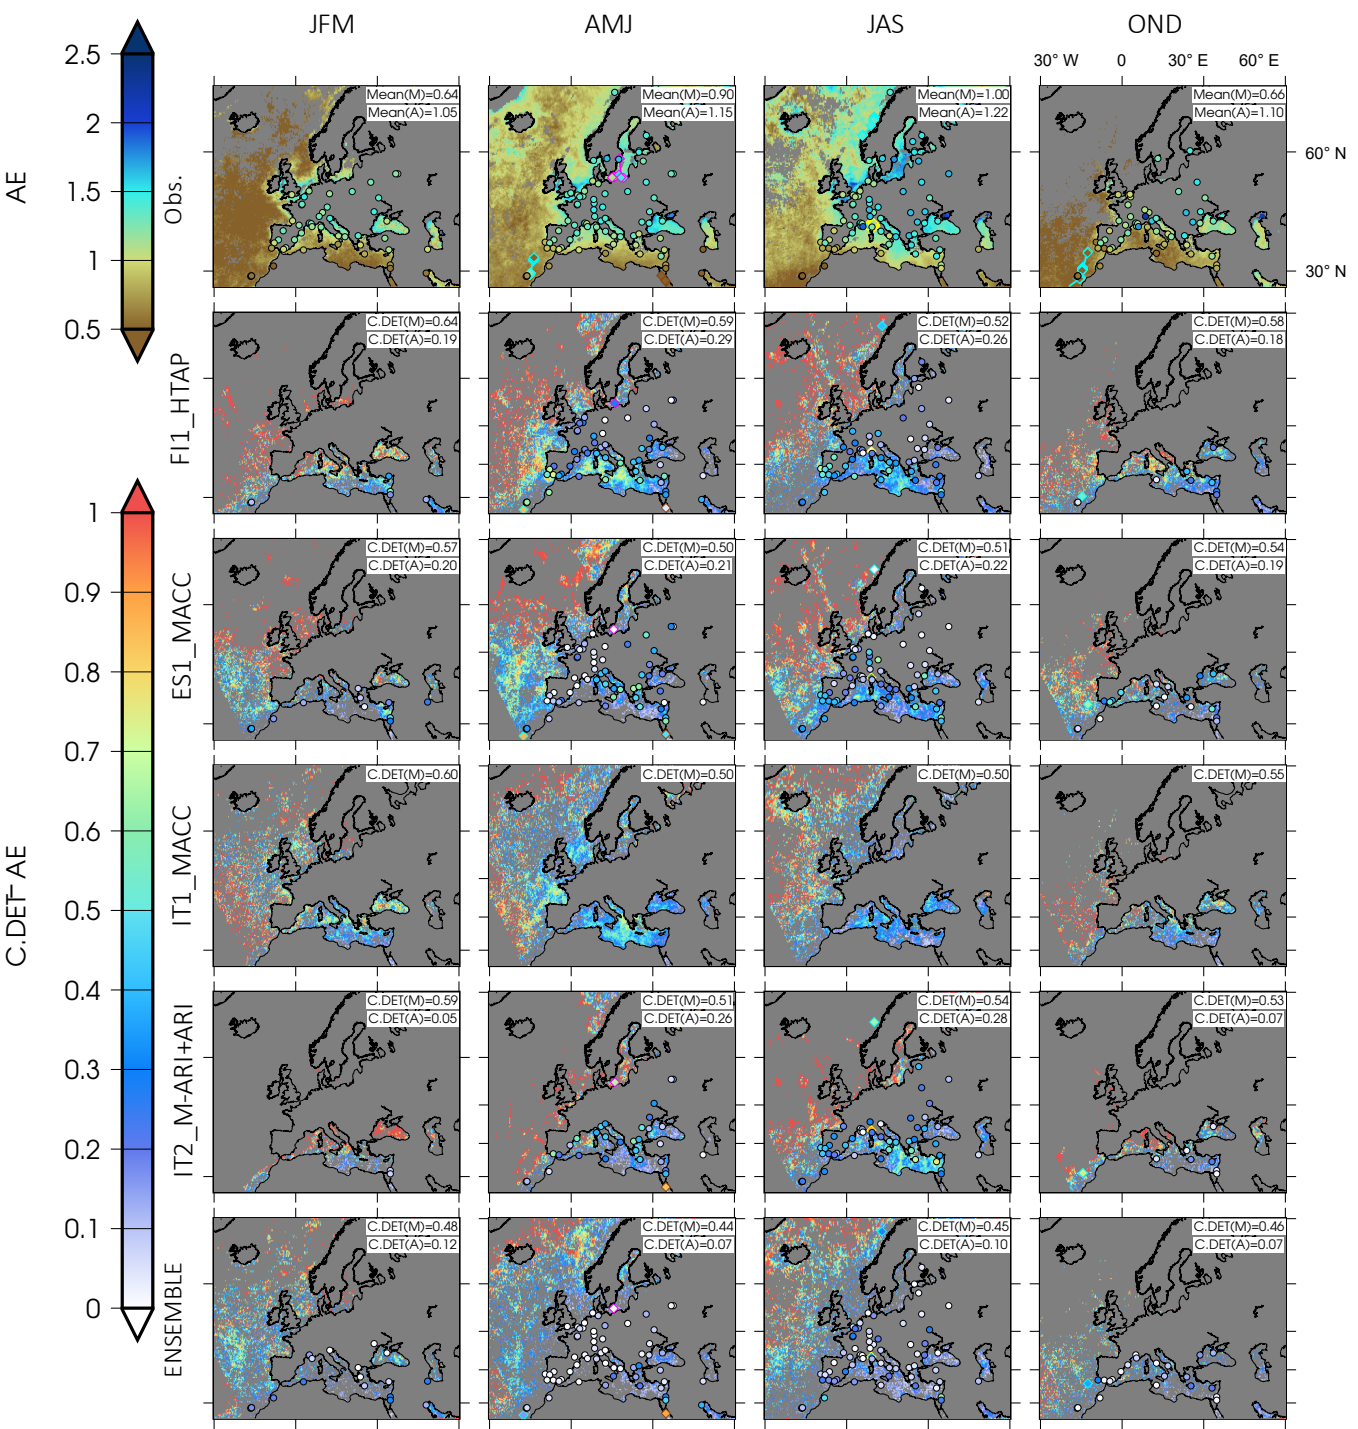 JFM
AMJ
JAS
OND
30° W
0
30° E
60° E
60° N
30° N
AE
2.5
2
1.5
1
0.5
Obs.
Mean(M)=0.64
Mean(A)=1.05
Mean(M)=0.90
Mean(A)=1.15
Mean(M)=1.00
Mean(A)=1.22
Mean(M)=0.66
Mean(A)=1.10
FI1_HTAP
C.DET(M)=0.64
C.DET(A)=0.19
C.DET(M)=0.59
C.DET(A)=0.29
C.DET(M)=0.52
C.DET(A)=0.26
C.DET(M)=0.58
C.DET(A)=0.18
C.DET- AE
1
0.9
0.8
0.7
0.6
0.5
0.4
0.3
0.2
0.1
0
ES1_MACC
C.DET(M)=0.57
C.DET(A)=0.20
C.DET(M)=0.50
C.DET(A)=0.21
C.DET(M)=0.51
C.DET(A)=0.22
C.DET(M)=0.54
C.DET(A)=0.19
IT1_MACC
C.DET(M)=0.60
C.DET(M)=0.50
C.DET(M)=0.50
C.DET(M)=0.55
IT2_M-ARI+ARI
C.DET(M)=0.59
C.DET(A)=0.05
C.DET(M)=0.51
C.DET(A)=0.26
C.DET(M)=0.54
C.DET(A)=0.28
C.DET(M)=0.53
C.DET(A)=0.07
ENSEMBLE
C.DET(M)=0.48
C.DET(A)=0.12
C.DET(M)=0.44
C.DET(A)=0.07
C.DET(M)=0.45
C.DET(A)=0.10
C.DET(M)=0.46
C.DET(A)=0.07